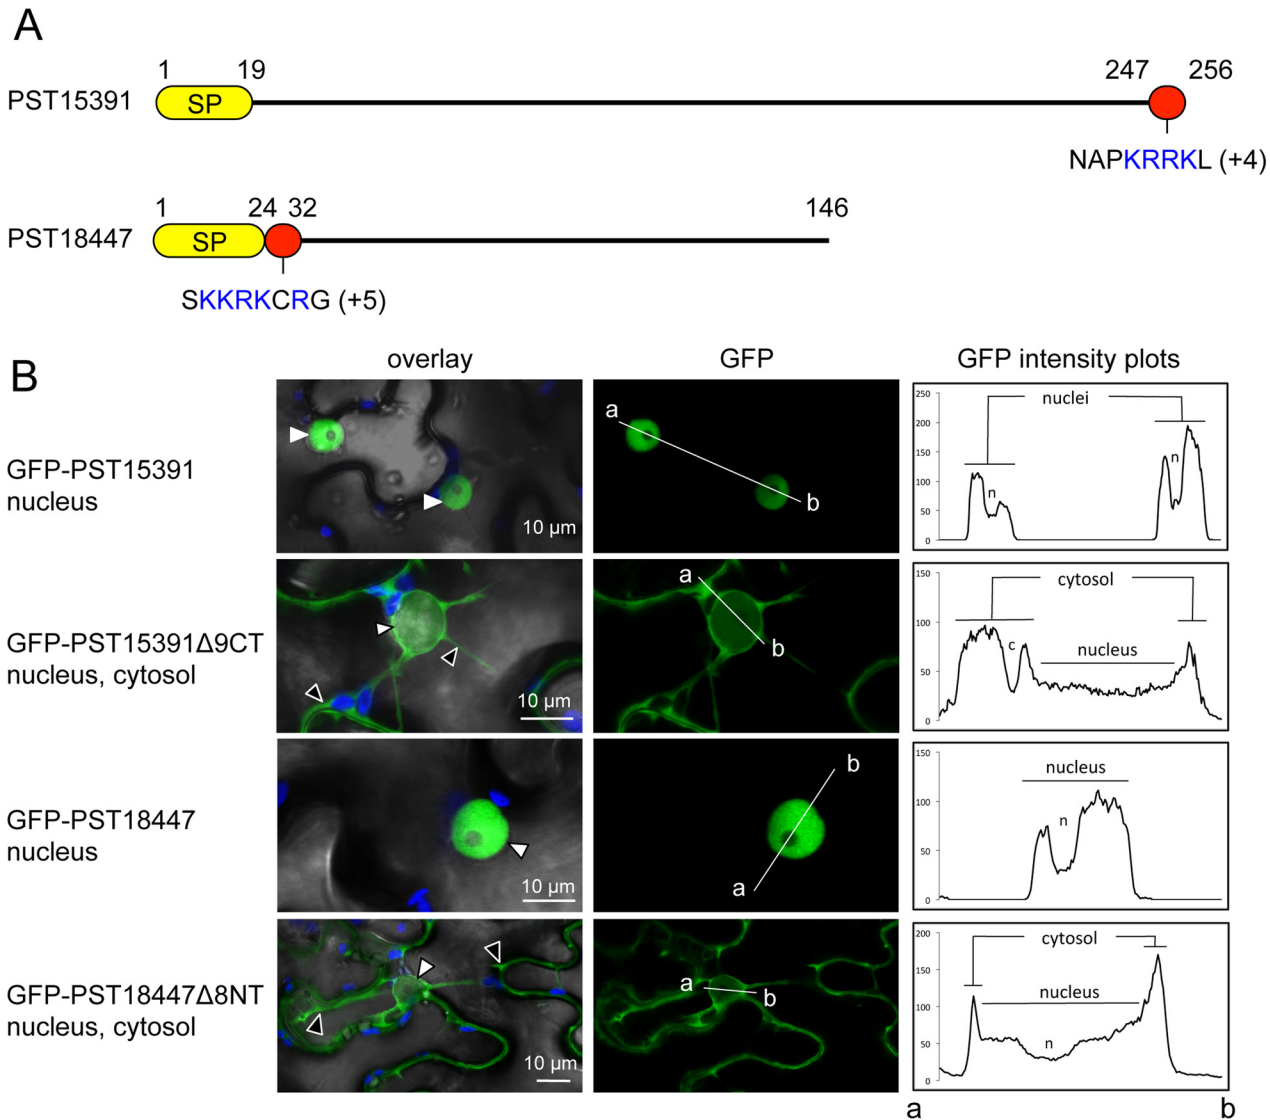 A
1 19 247 256
PST15391 SP
NAPKRRKL (+4)
1 24 32 146
PST18447 SP
SKKRKCRG (+5)
B
overlay GFP GFP intensity plots
GFP-PST15391
nucleus
10 µm
a
b
250
200
150
100
50
0
nuclei
n
n
GFP-PST15391Δ9CT
nucleus, cytosol
10 µm
a
b
150
100
50
0
cytosol
c
nucleus
GFP-PST18447
nucleus
10 µm
b
a
150
100
50
0
nucleus
n
GFP-PST18447Δ8NT
nucleus, cytosol
10 µm
a
b
200
150
100
50
0
cytosol
nucleus
n
a b